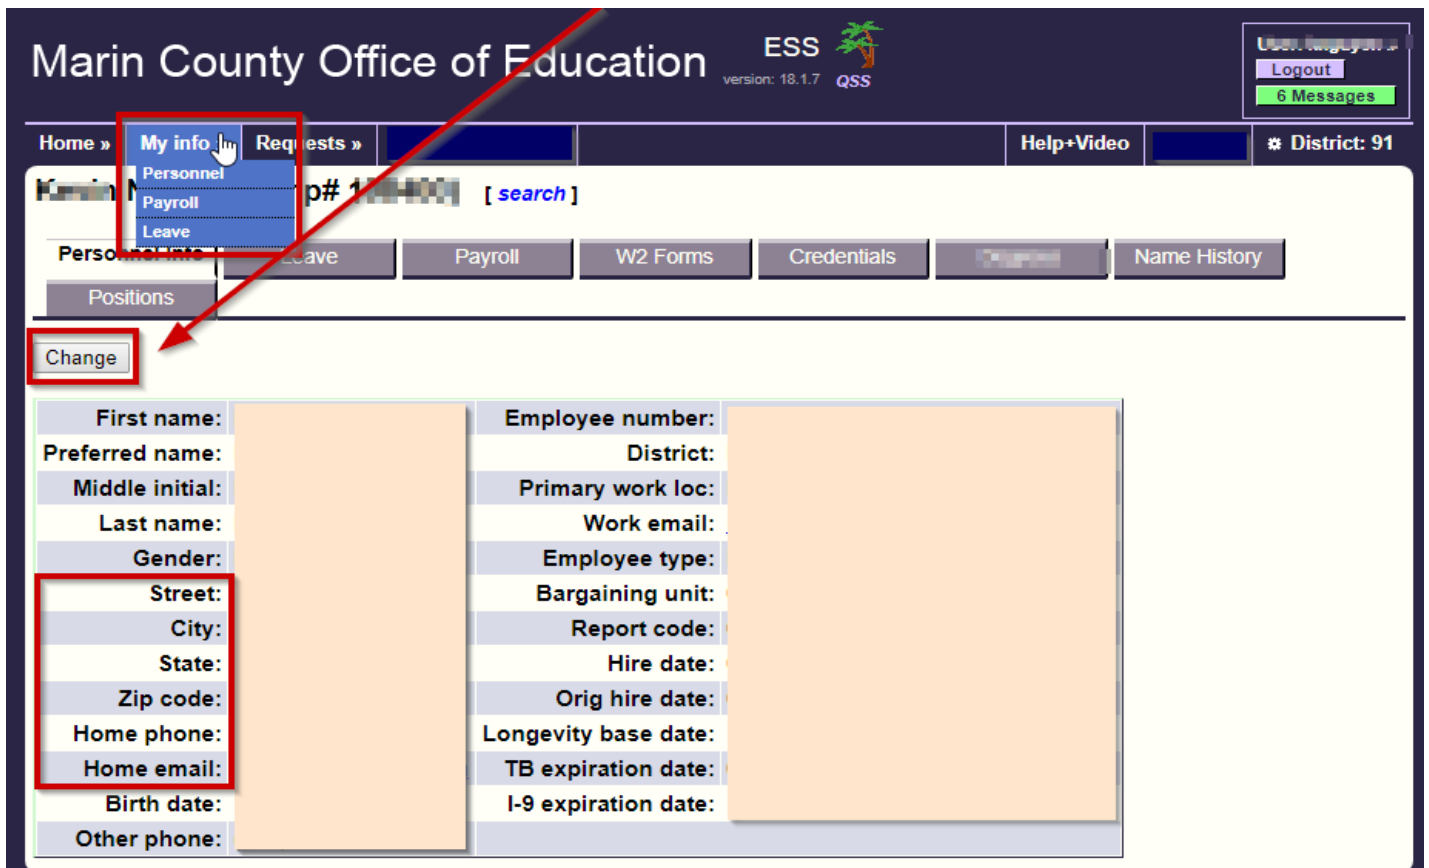 Marin County Office of Education
ESS
version: 18.1.7 QSS
Logout
6 Messages
Home » My info Requests » Help+Video District: 91
Personnel
Payroll
Leave
p# [ search ]
Personnel Info Leave Payroll W2 Forms Credentials Name History
Positions
Change
First name: Employee number:
Preferred name: District:
Middle initial: Primary work loc:
Last name: Work email:
Gender: Employee type:
Street: Bargaining unit:
City: Report code:
State: Hire date:
Zip code: Orig hire date:
Home phone: Longevity base date:
Home email: TB expiration date:
Birth date: I-9 expiration date:
Other phone: